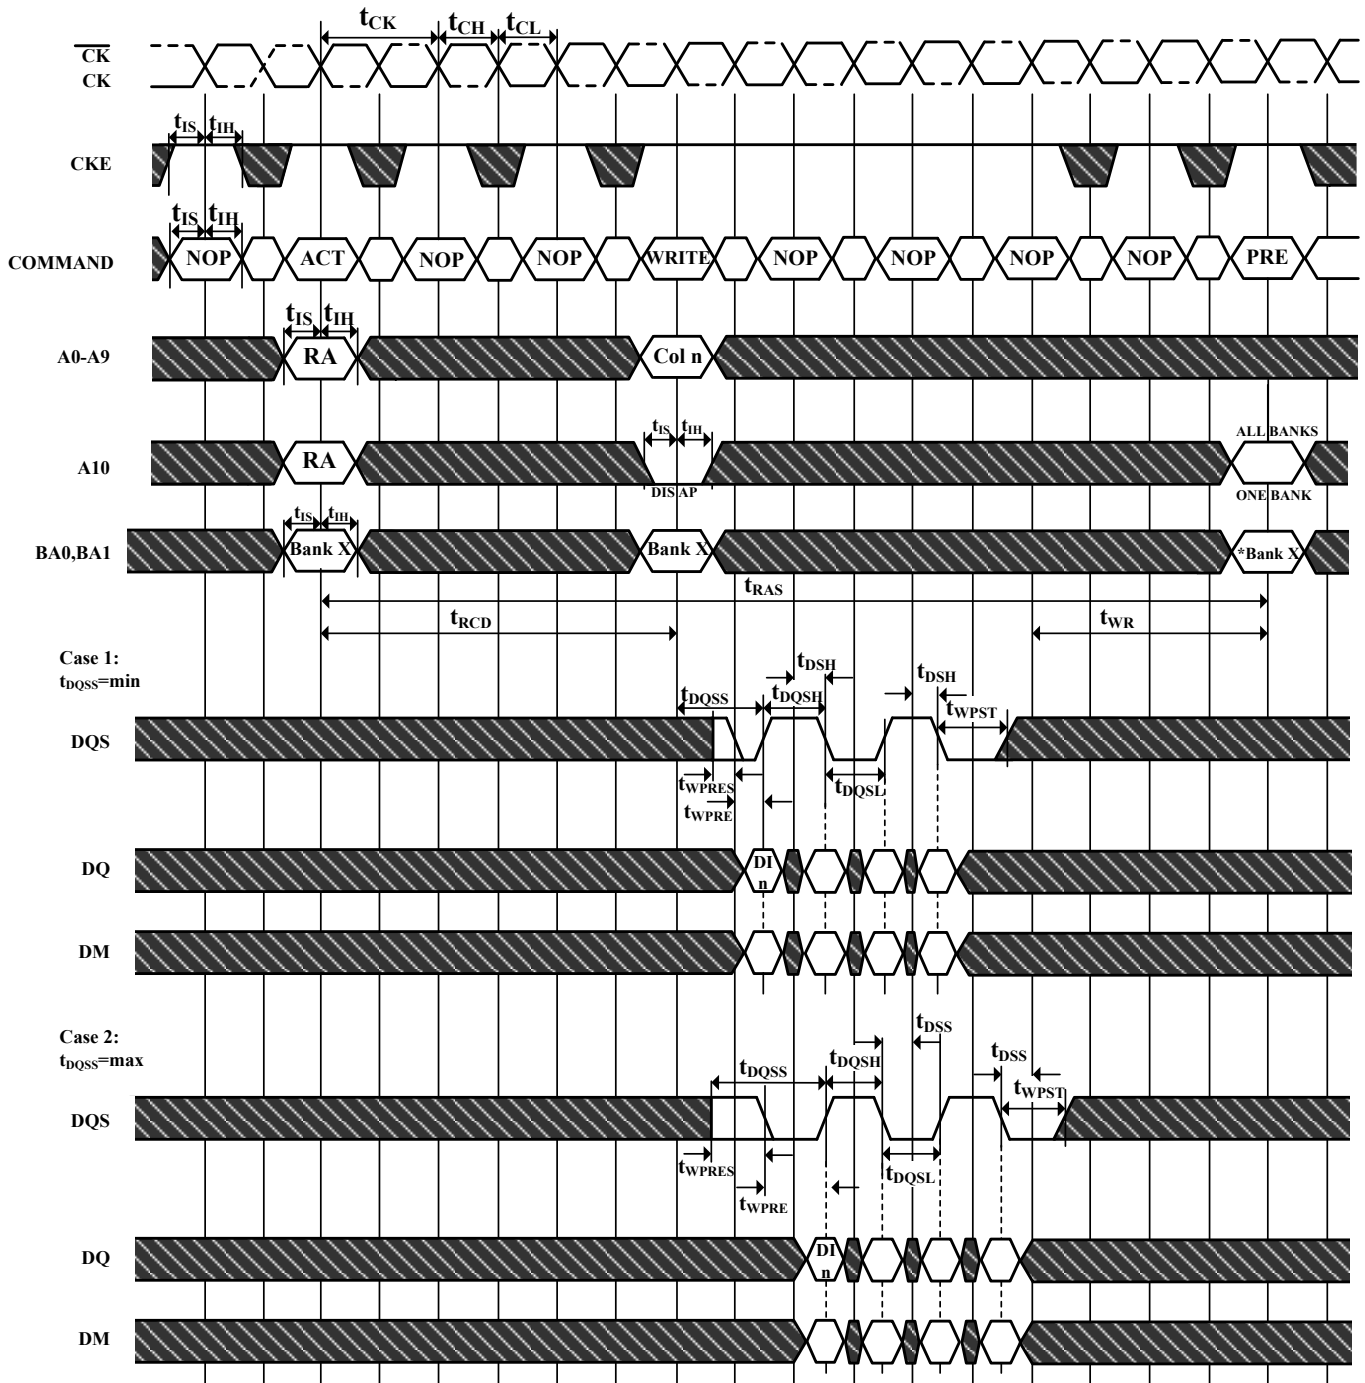 tCK tCH tCL
CK
CK
tIS tIH
CKE
tIS tIH
COMMAND NOP ACT NOP NOP WRITE NOP NOP NOP NOP PRE
tIS tIH
A0-A9 RA Col n
tIS tIH ALL BANKS
A10 RA
DIS AP ONE BANK
tIS tIH
BA0,BA1 Bank X Bank X *Bank X
tRAS
tRCD tWR
Case 1:
tDQSS=min
tDSH tDSH
tDQSS tDQSH tWPST
DQS
tWPRES tDQSL
tWPRE
DQ DI
n
DM
Case 2:
tDQSS=max
tDSS tDSS
tDQSS tDQSH tWPST
DQS
tWPRES tDQSL
tWPRE
DQ DI
n
DM